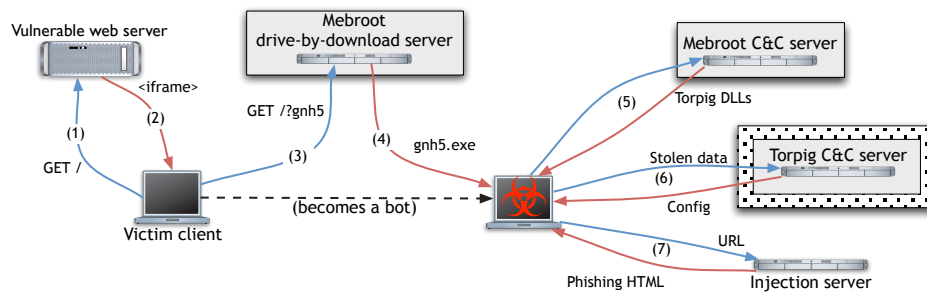 Vulnerable web server
Mebroot
drive-by-download server
Mebroot C&C server
<iframe>
(1)
(2)
GET /
GET /?gnh5
(3)
(4)
gnh5.exe
(5)
Torpig DLLs
Stolen data
(6)
Torpig C&C server
Config
(becomes a bot)
Victim client
URL
(7)
Phishing HTML
Injection server